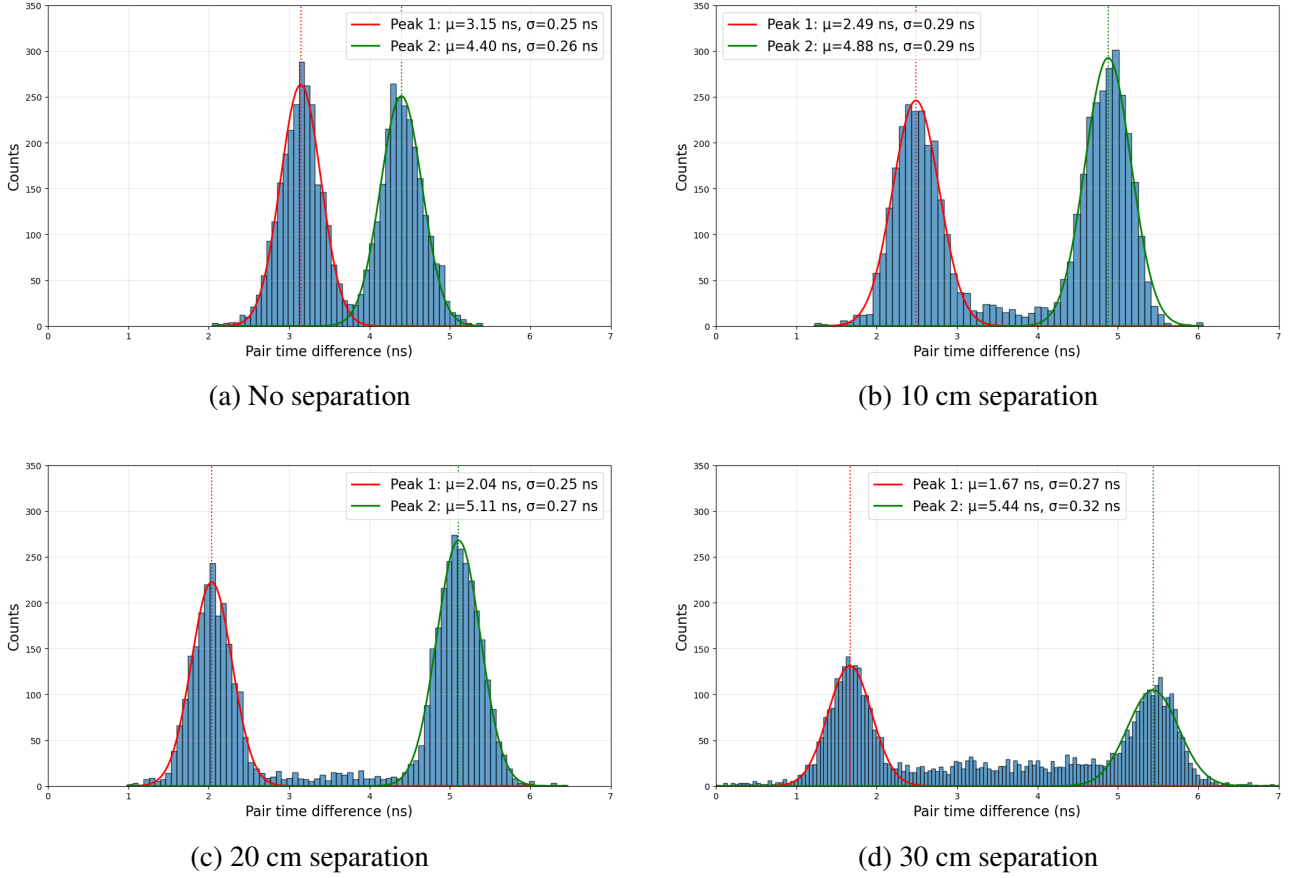 350
300
250
200
150
100
50
0
Counts
Peak 1: μ=3.15 ns, σ=0.25 ns
Peak 2: μ=4.40 ns, σ=0.26 ns
0 1 2 3 4 5 6 7
Pair time difference (ns)
(a) No separation
350
300
250
200
150
100
50
0
Counts
Peak 1: μ=2.49 ns, σ=0.29 ns
Peak 2: μ=4.88 ns, σ=0.29 ns
0 1 2 3 4 5 6 7
Pair time difference (ns)
(b) 10 cm separation
350
300
250
200
150
100
50
0
Counts
Peak 1: μ=2.04 ns, σ=0.25 ns
Peak 2: μ=5.11 ns, σ=0.27 ns
0 1 2 3 4 5 6 7
Pair time difference (ns)
(c) 20 cm separation
350
300
250
200
150
100
50
0
Counts
Peak 1: μ=1.67 ns, σ=0.27 ns
Peak 2: μ=5.44 ns, σ=0.32 ns
0 1 2 3 4 5 6 7
Pair time difference (ns)
(d) 30 cm separation